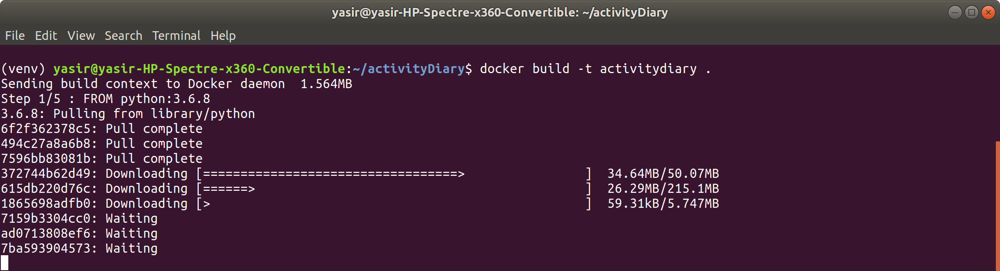 yasir@yasir-HP-Spectre-x360-Convertible: ~/activityDiary
File Edit View Search Terminal Help
(venv) yasir@yasir-HP-Spectre-x360-Convertible:~/activityDiary$ docker build -t activitydiary .
Sending build context to Docker daemon  1.564MB
Step 1/5 : FROM python:3.6.8
3.6.8: Pulling from library/python
6f2f362378c5: Pull complete
494c27a8a6b8: Pull complete
7596bb83081b: Pull complete
372744b62d49: Downloading [==================================>                ]  34.64MB/50.07MB
615db220d76c: Downloading [======>                                            ]  26.29MB/215.1MB
1865698adfb0: Downloading [>                                                  ]  59.31kB/5.747MB
7159b3304cc0: Waiting
ad0713808ef6: Waiting
7ba593904573: Waiting